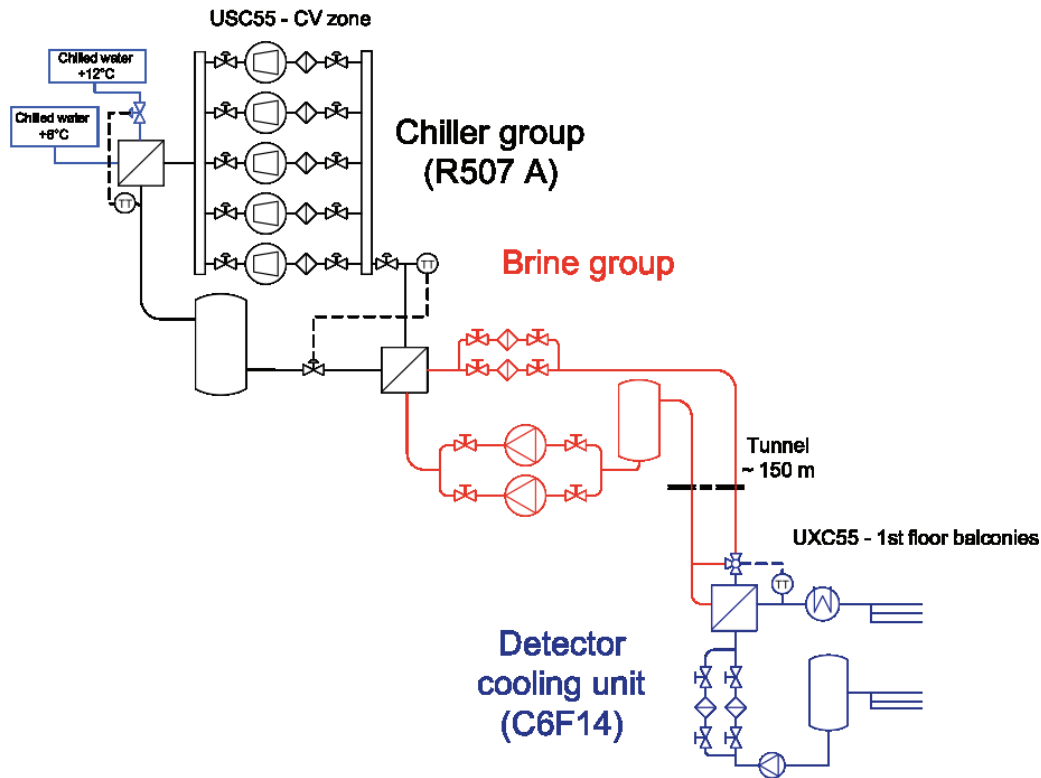 USC55 - CV zone
Chilled water
+12°C
Chilled water
+6°C
Chiller group
(R507 A)
TT
TT
Brine group
Tunnel
~ 150 m
UXC55 - 1st floor balconies
TT
Detector
cooling unit
(C6F14)